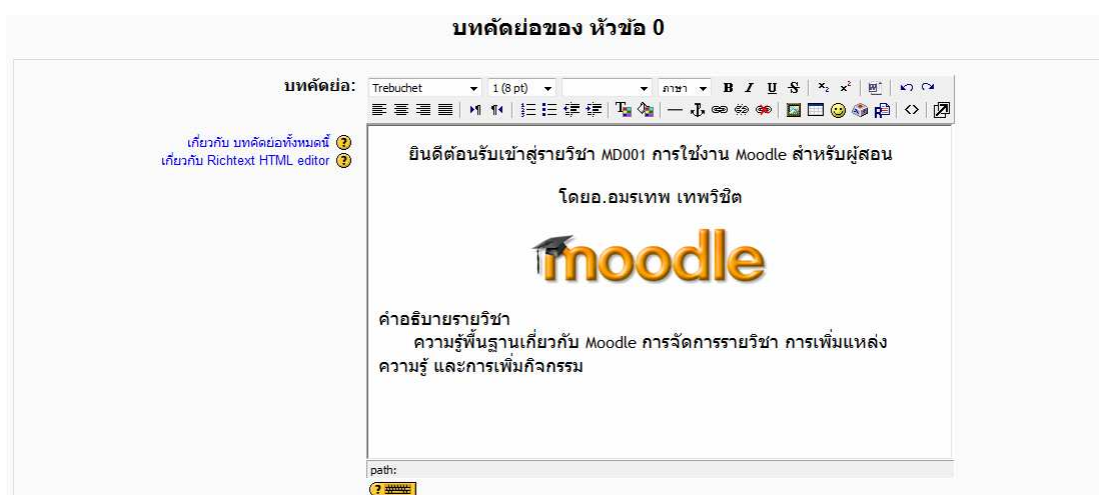 บทคัดย่อของ หัวข้อ 0
บทคัดย่อ:
Trebuchet 1 (8 pt) ภาษา B I U S x₂ x²
เกี่ยวกับ บทคัดย่อทั้งหมดนี้
เกี่ยวกับ Richtext HTML editor
ยินดีต้อนรับเข้าสู่รายวิชา MD001 การใช้งาน Moodle สำหรับผู้สอน
โดยอ.อมรเทพ เทพวิชิต
moodle
คำอธิบายรายวิชา
ความรู้พื้นฐานเกี่ยวกับ Moodle การจัดการรายวิชา การเพิ่มแหล่ง
ความรู้ และการเพิ่มกิจกรรม
path: